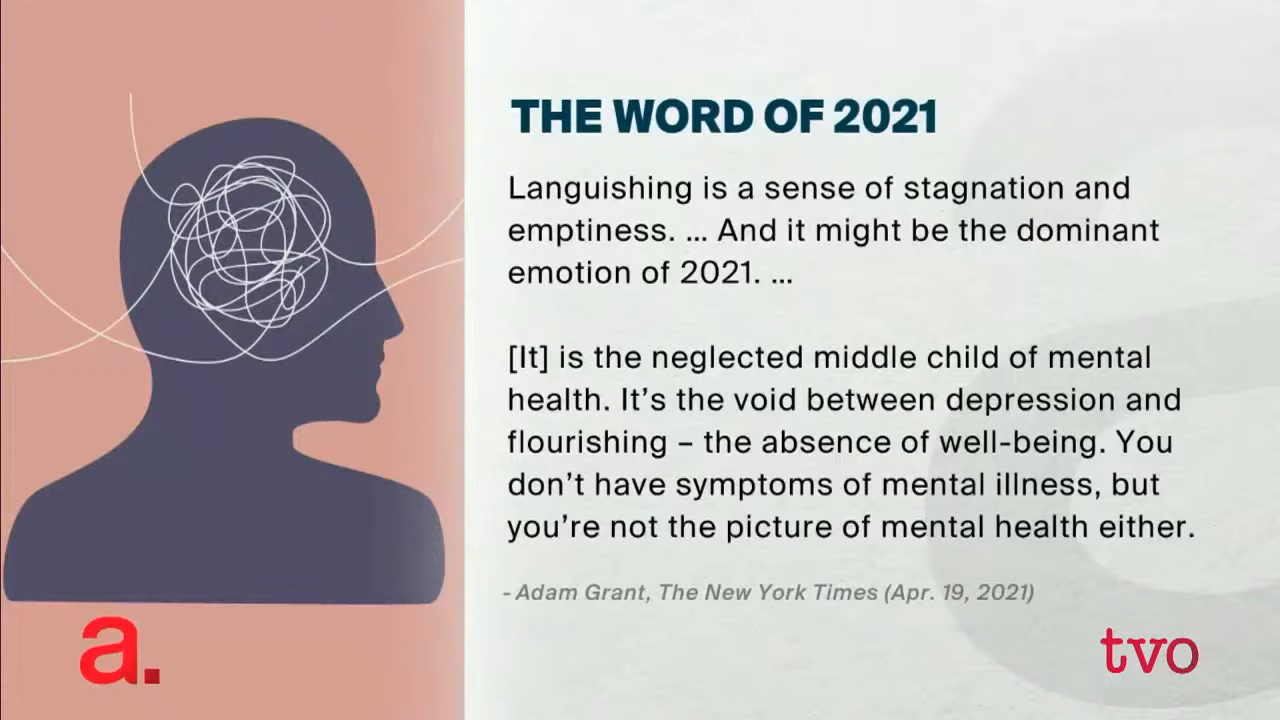 THE WORD OF 2021
Languishing is a sense of stagnation and
emptiness. ... And it might be the dominant
emotion of 2021. ...
[It] is the neglected middle child of mental
health. It’s the void between depression and
flourishing – the absence of well-being. You
don’t have symptoms of mental illness, but
you’re not the picture of mental health either.
- Adam Grant, The New York Times (Apr. 19, 2021)
a.
tvo